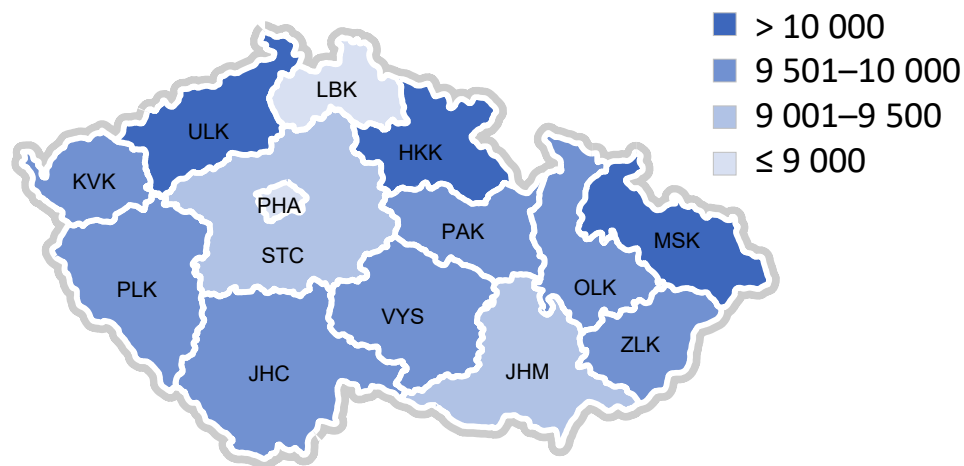 > 10 000
9 501–10 000
9 001–9 500
≤ 9 000
LBK
ULK
HKK
KVK
PHA
PAK
MSK
STC
PLK
OLK
VYS
ZLK
JHC
JHM